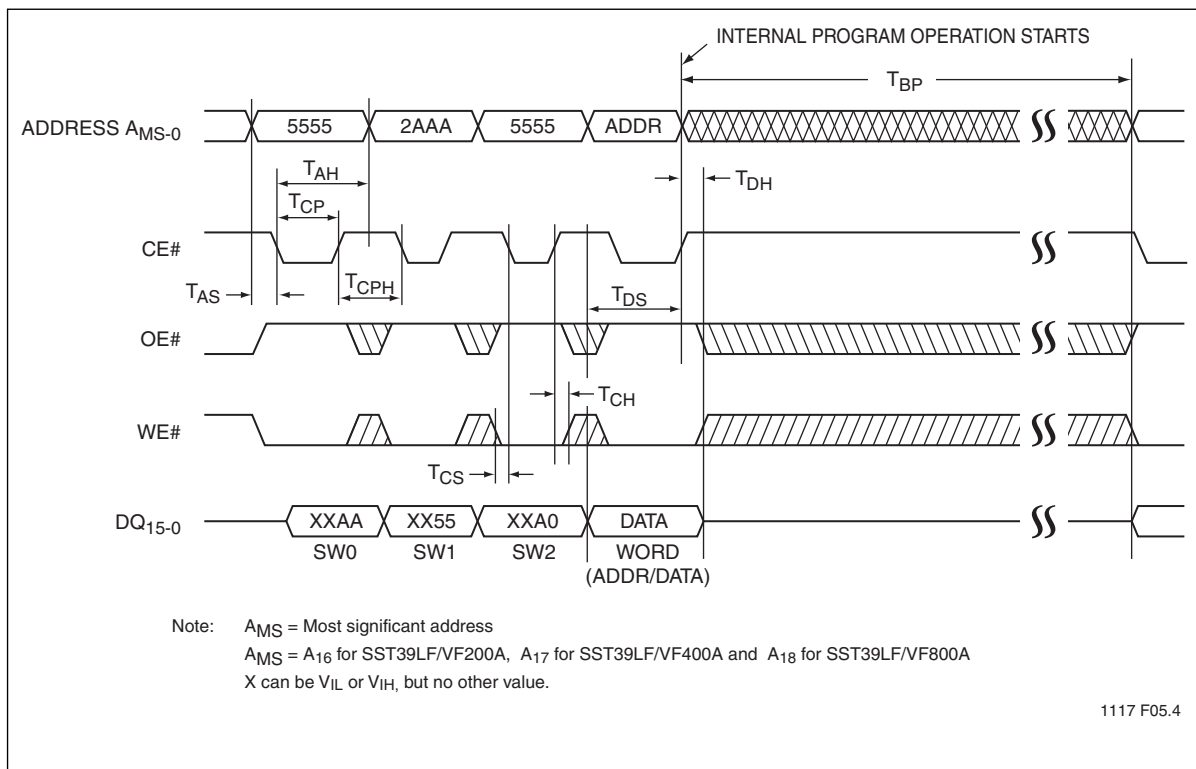 INTERNAL PROGRAM OPERATION STARTS
TBP
ADDRESS AMS-0
5555 2AAA 5555 ADDR
TAH
TDH
TCP
CE#
TAS
TCPH
TDS
OE#
TCH
WE#
TCS
DQ15-0
XXAA XX55 XXA0 DATA
SW0 SW1 SW2 WORD
(ADDR/DATA)
Note: AMS = Most significant address
AMS = A16 for SST39LF/VF200A, A17 for SST39LF/VF400A and A18 for SST39LF/VF800A
X can be VIL or VIH, but no other value.
1117 F05.4